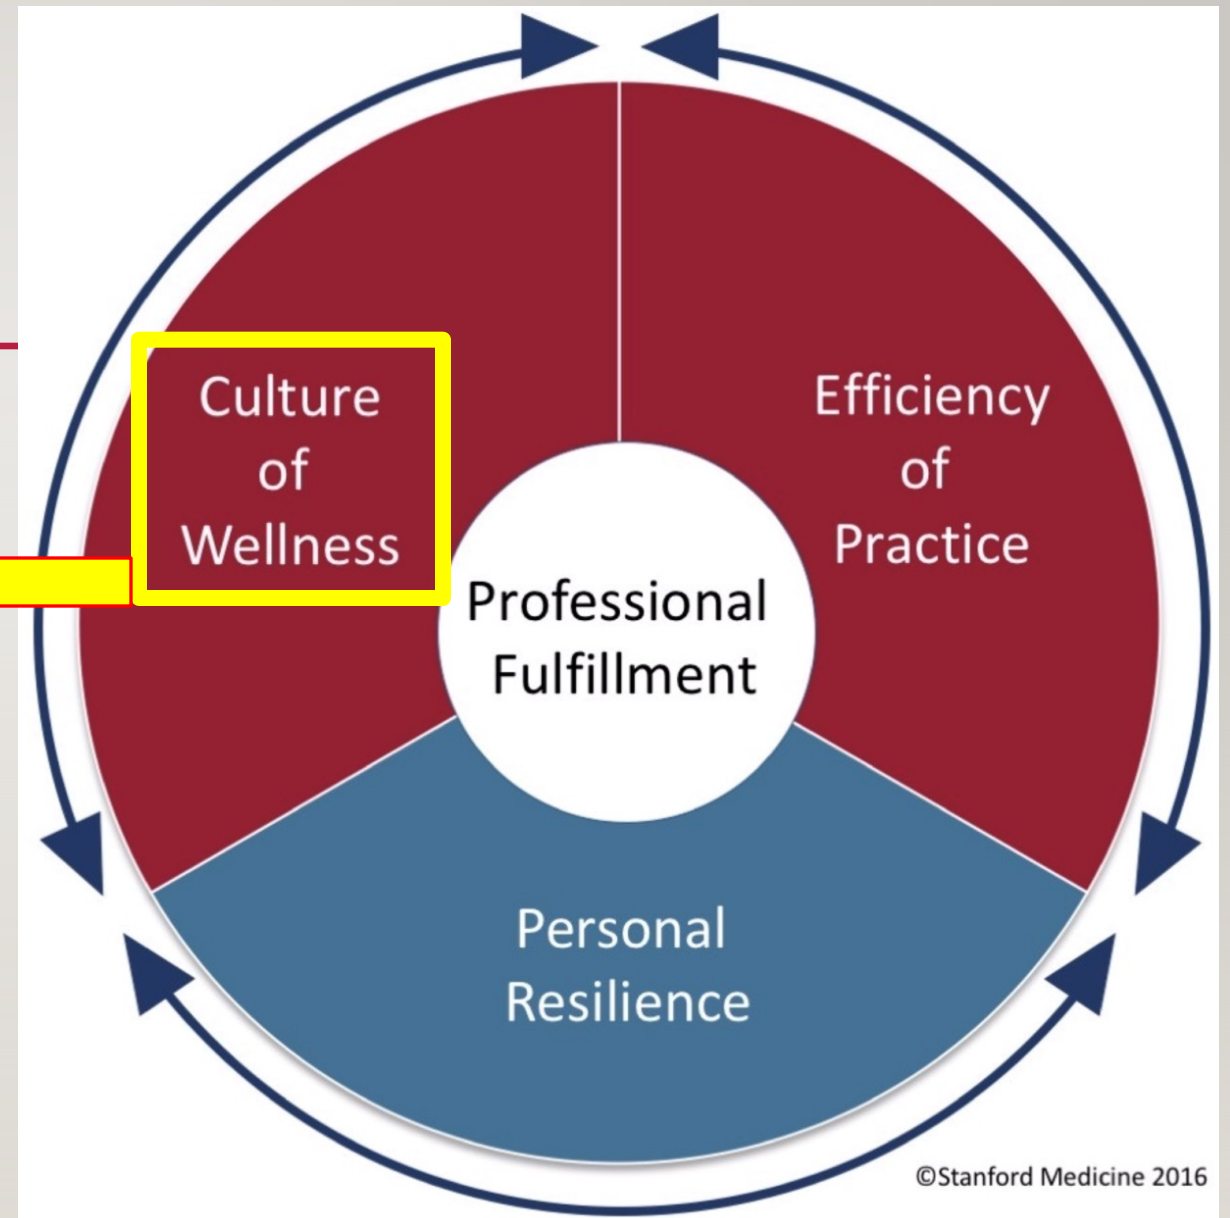 Culture
of
Wellness
Efficiency
of
Practice
Professional
Fulfillment
Personal
Resilience
©Stanford Medicine 2016